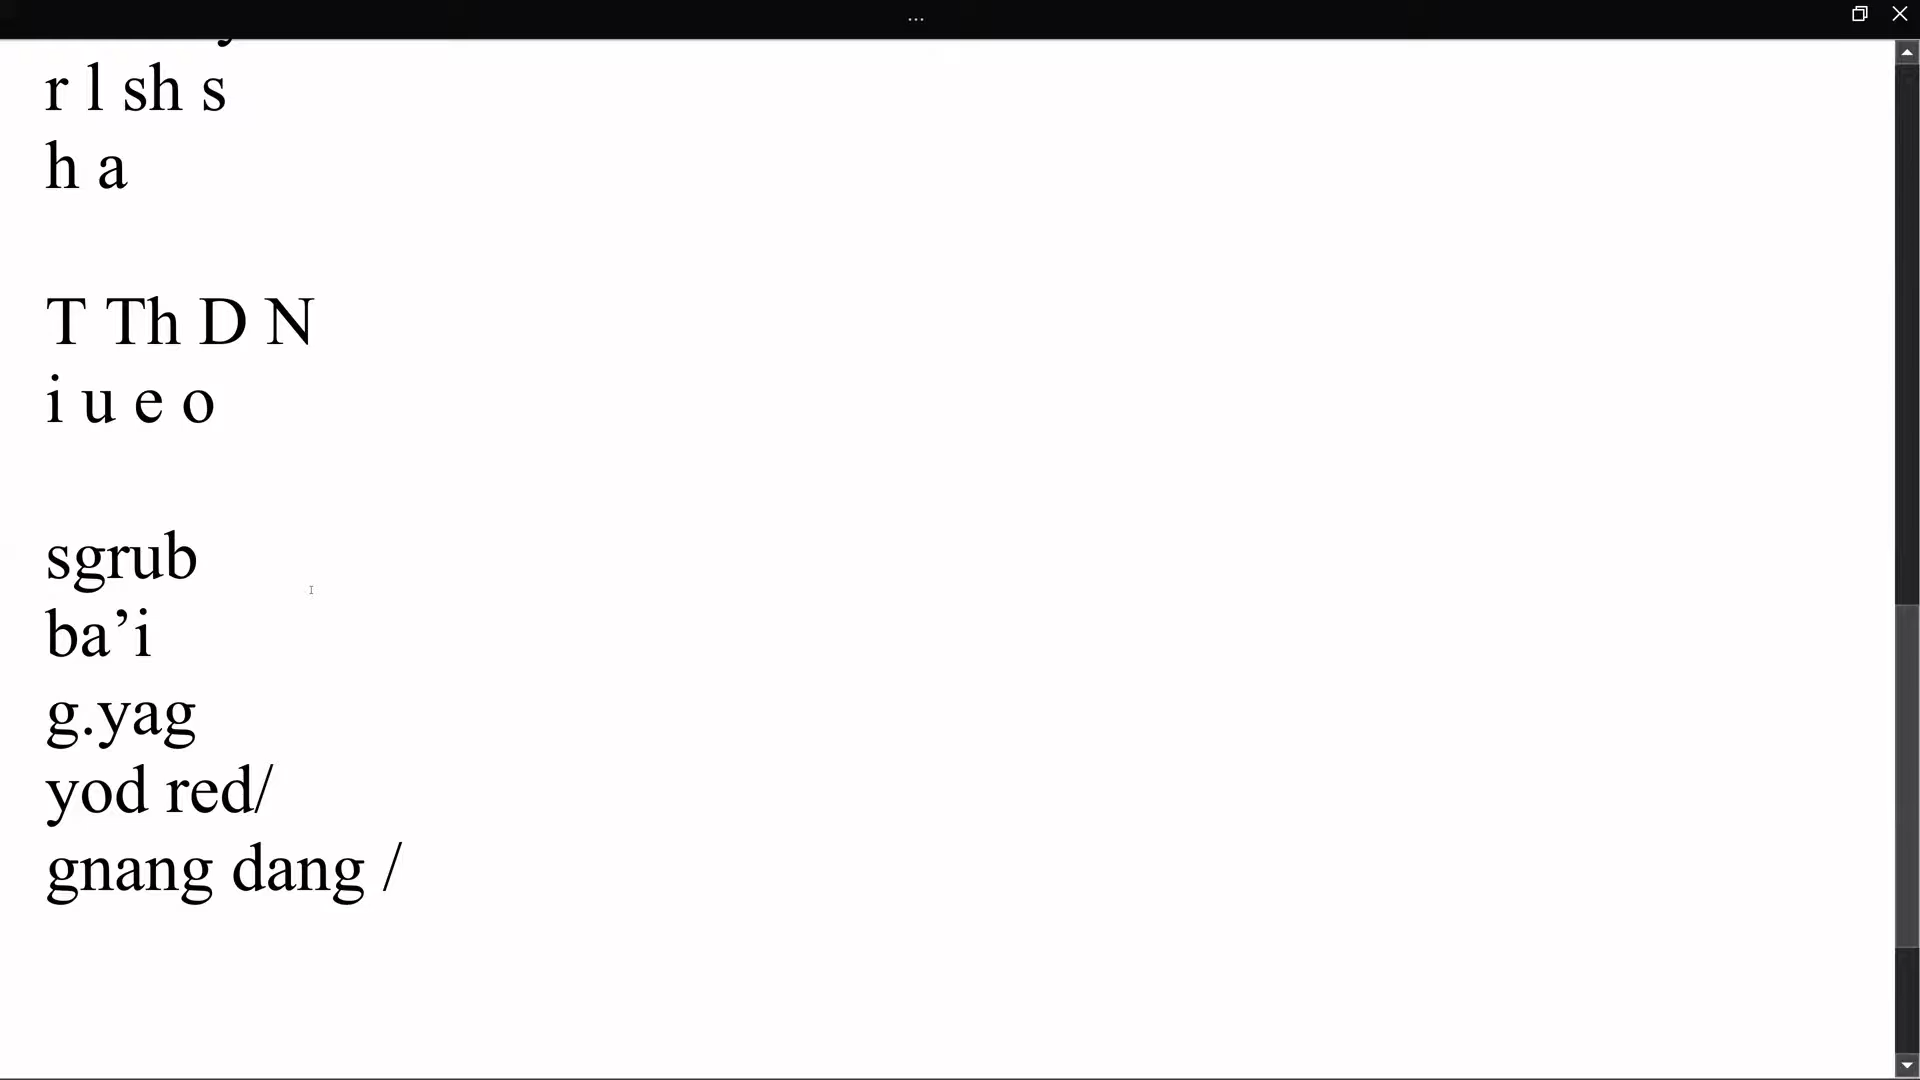 r l sh s
h a
T Th D N
i u e o
sgrub
ba’i
g.yag
yod red/
gnang dang /